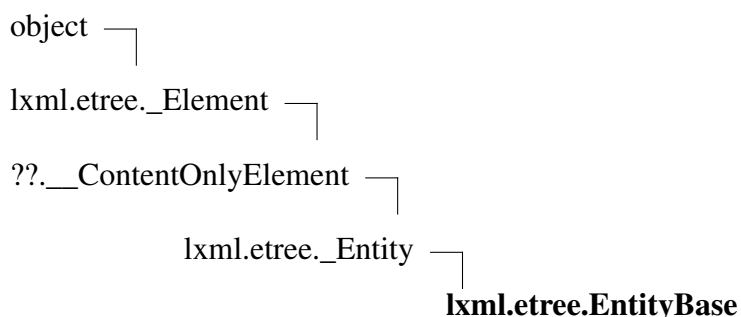 object
lxml.etree._Element
??.__ContentOnlyElement
lxml.etree._Entity
lxml.etree.EntityBase